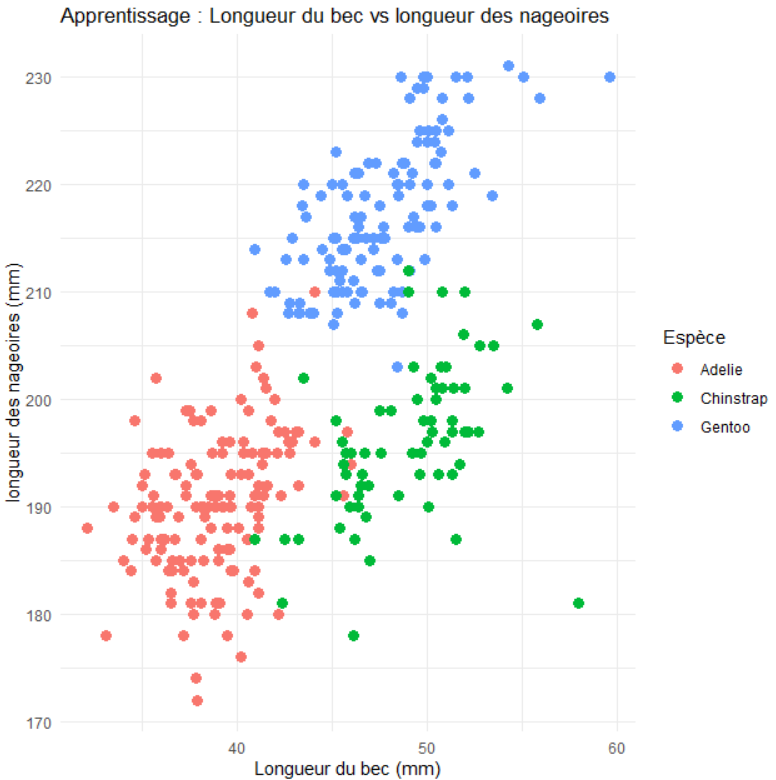 Apprentissage : Longueur du bec vs longueur des nageoires
longueur des nageoires (mm)
230
220
210
200
190
180
170
40
50
60
Longueur du bec (mm)
Espèce
Adelie
Chinstrap
Gentoo